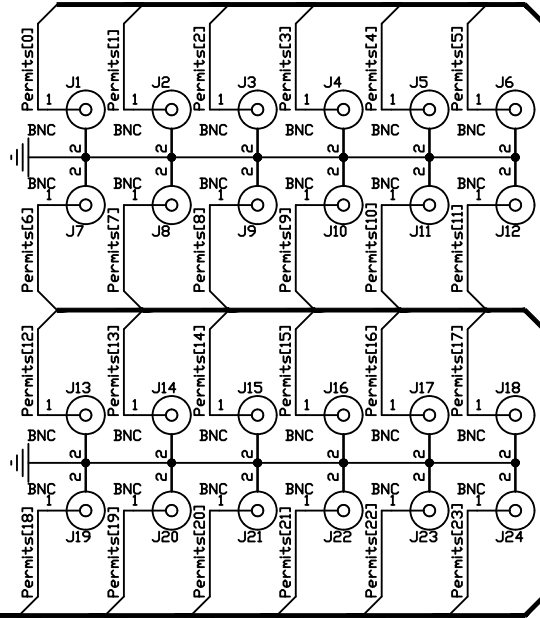 Permits[0] Permits[1] Permits[2] Permits[3] Permits[4] Permits[5]
J1 J2 J3 J4 J5 J6
1 1 1 1 1 1
BNC BNC BNC BNC BNC BNC
2 2 2 2 2 2
2 2 2 2 2 2
BNC BNC BNC BNC BNC BNC
1 1 1 1 1 1
J7 J8 J9 J10 J11 J12
Permits[6] Permits[7] Permits[8] Permits[9] Permits[10] Permits[11]
Permits[12] Permits[13] Permits[14] Permits[15] Permits[16] Permits[17]
J13 J14 J15 J16 J17 J18
1 1 1 1 1 1
BNC BNC BNC BNC BNC BNC
2 2 2 2 2 2
2 2 2 2 2 2
BNC BNC BNC BNC BNC BNC
1 1 1 1 1 1
J19 J20 J21 J22 J23 J24
Permits[18] Permits[19] Permits[20] Permits[21] Permits[22] Permits[23]